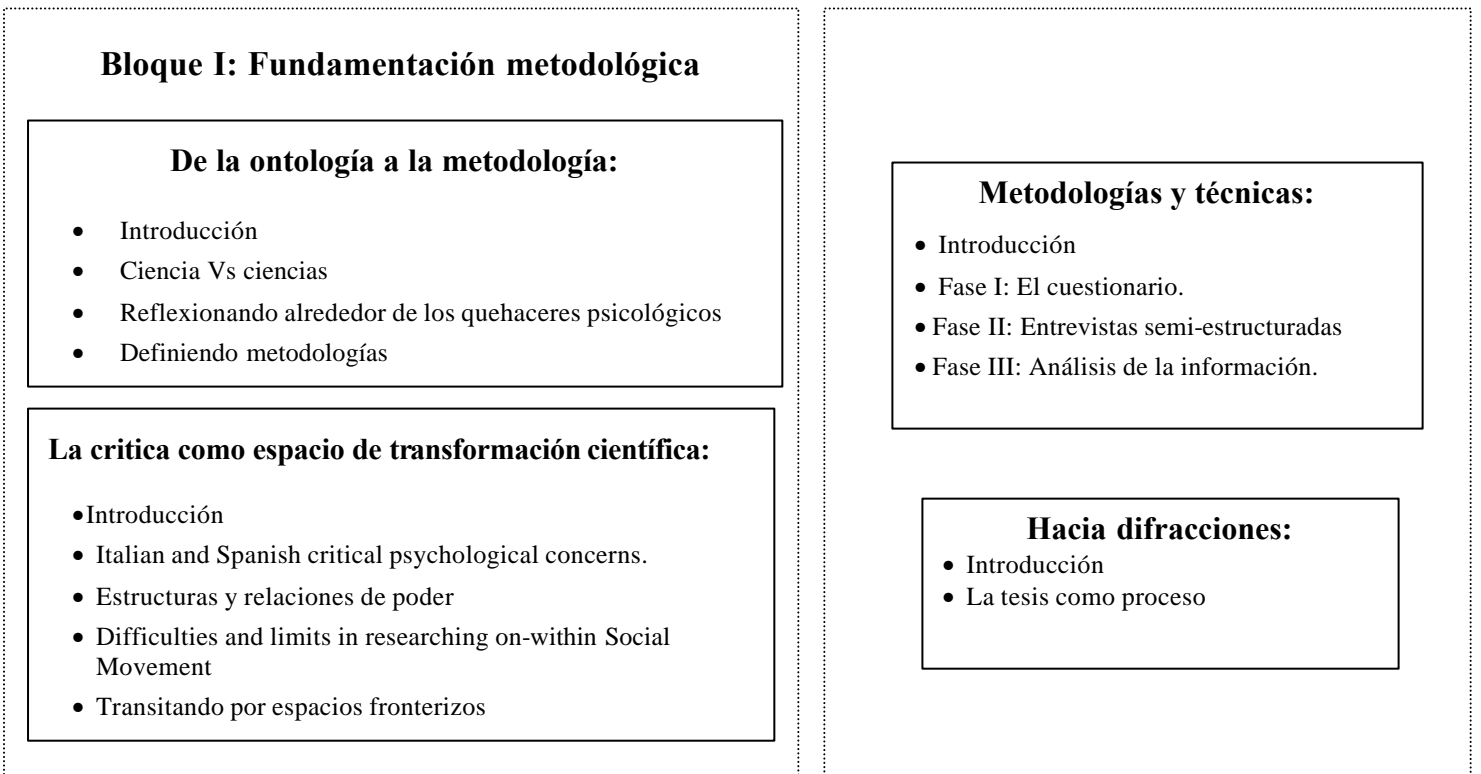 Bloque I: Fundamentación metodológica
De la ontología a la metodología:
• Introducción
• Ciencia Vs ciencias
• Reflexionando alrededor de los quehaceres psicológicos
• Definiendo metodologías
La critica como espacio de transformación científica:
• Introducción
• Italian and Spanish critical psychological concerns.
• Estructuras y relaciones de poder
• Difficulties and limits in researching on-within Social
Movement
• Transitando por espacios fronterizos
Metodologías y técnicas:
• Introducción
• Fase I: El cuestionario.
• Fase II: Entrevistas semi-estructuradas
• Fase III: Análisis de la información.
Hacia difracciones:
• Introducción
• La tesis como proceso